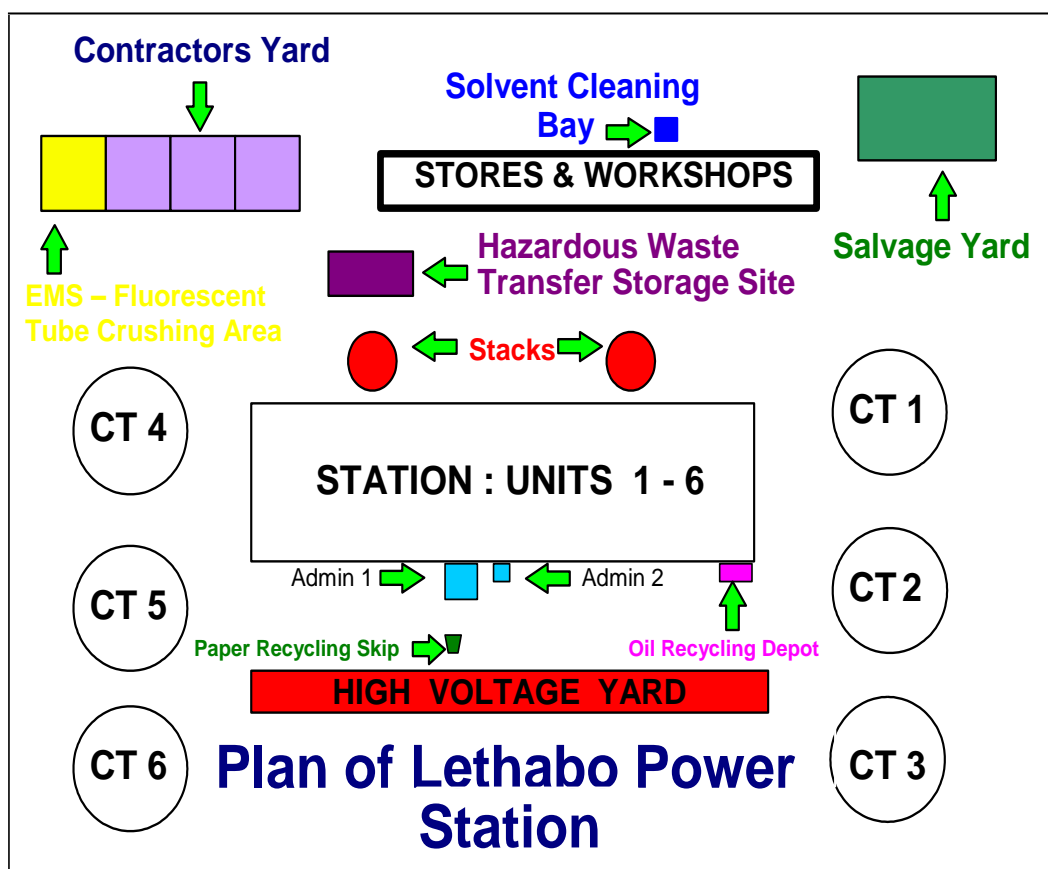 Contractors Yard
Solvent Cleaning
Bay
STORES & WORKSHOPS
Salvage Yard
Hazardous Waste
Transfer Storage Site
EMS – Fluorescent
Tube Crushing Area
Stacks
CT 4
CT 1
STATION : UNITS 1 - 6
Admin 1
Admin 2
CT 5
CT 2
Paper Recycling Skip
Oil Recycling Depot
HIGH VOLTAGE YARD
CT 6
CT 3
Plan of Lethabo Power
Station